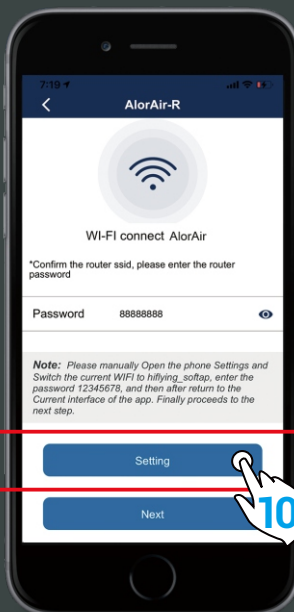 7:19
AlorAir-R
WI-FI connect AlorAir
*Confirm the router ssid, please enter the router
password
Password 88888888
Note: Please manually Open the phone Settings and
Switch the current WIFI to hiflying_softap, enter the
password 12345678, and then after return to the
Current interface of the app. Finally proceeds to the
next step.
Setting
Next
10